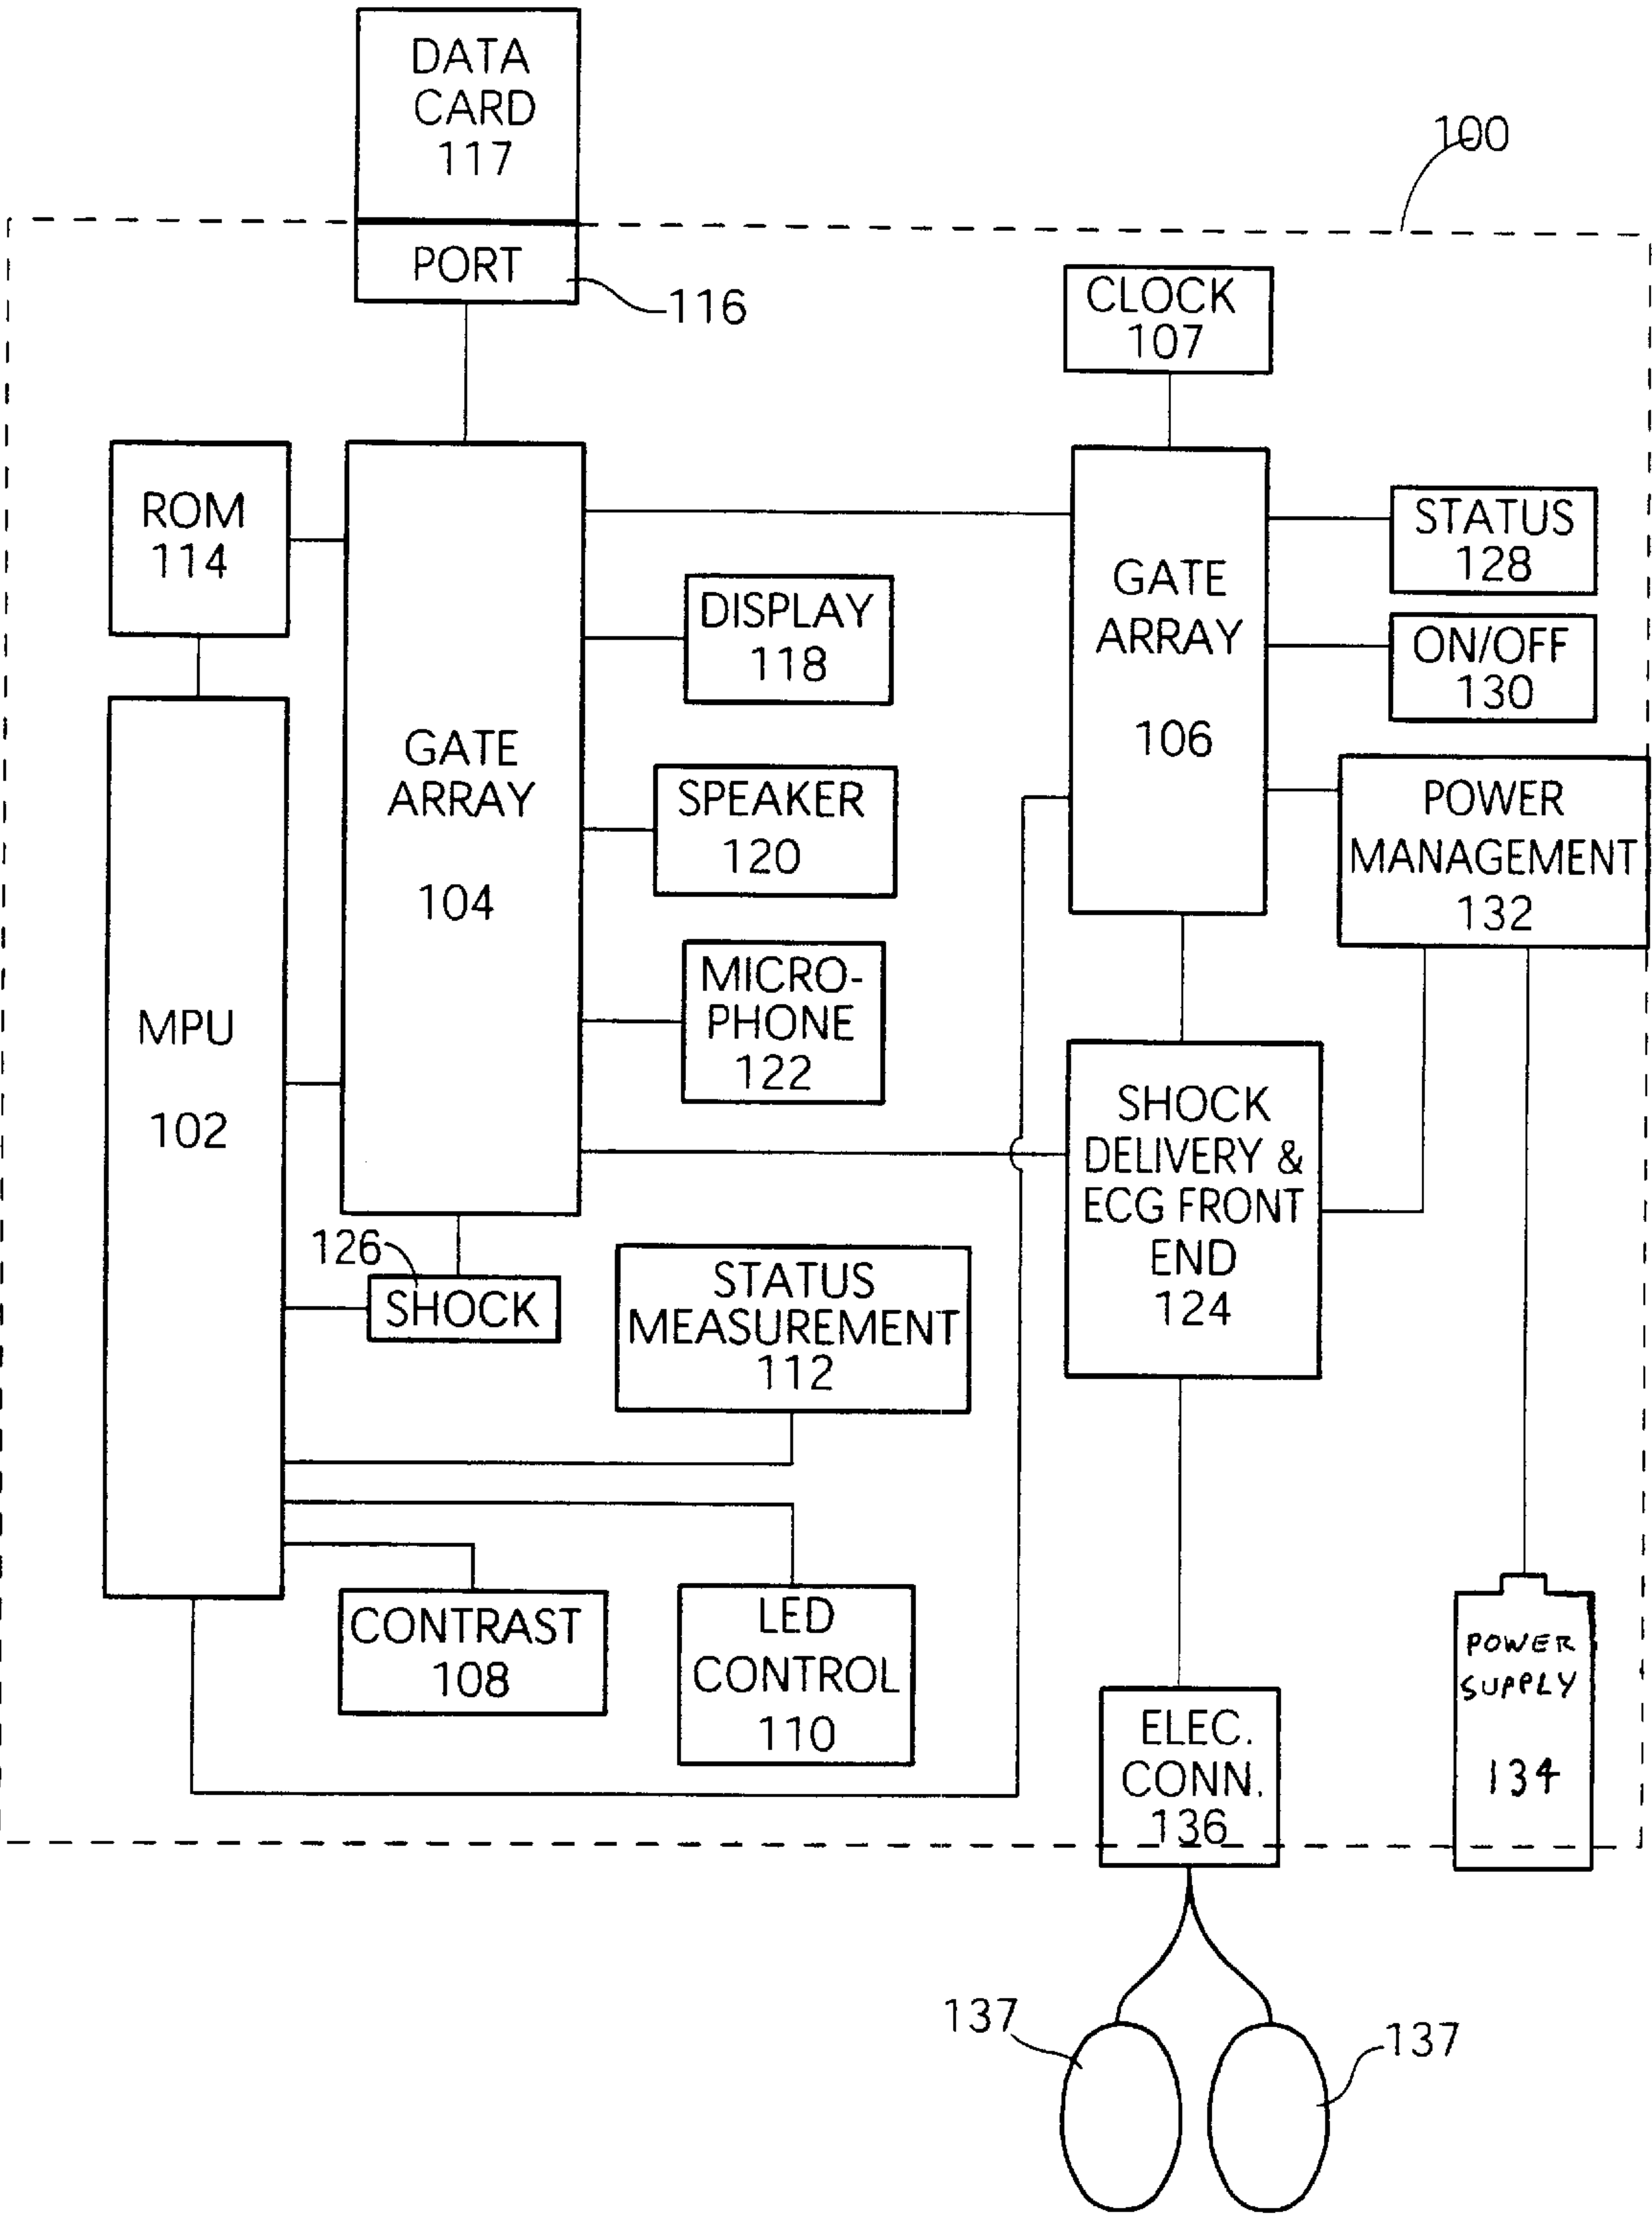 DATA
CARD
117
100
PORT
116
CLOCK
107
ROM
114
GATE
ARRAY
104
DISPLAY
118
SPEAKER
120
MICRO-
PHONE
122
GATE
ARRAY
106
STATUS
128
ON/OFF
130
POWER
MANAGEMENT
132
MPU
102
SHOCK
DELIVERY &
ECG FRONT
END
124
126
SHOCK
STATUS
MEASUREMENT
112
CONTRAST
108
LED
CONTROL
110
ELEC.
CONN.
136
POWER
SUPPLY
134
137
137